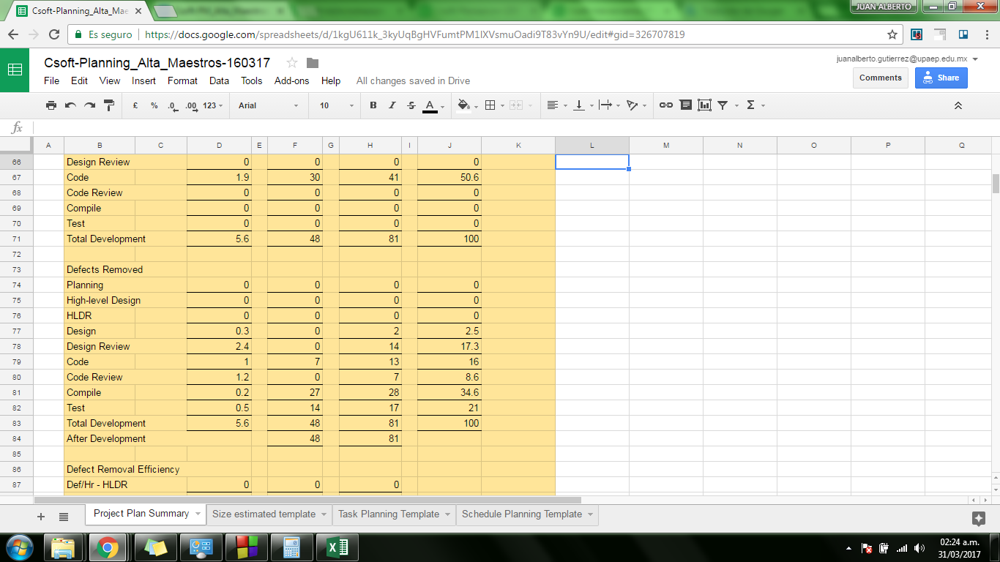 Csoft-Planning_Alta_Mae
JUAN ALBERTO
Es seguro https://docs.google.com/spreadsheets/d/1kgU611k_3kyUqBgHVFumtPM1IXVsmuOadi9T83vYn9U/edit#gid=326707819
Csoft-Planning_Alta_Maestros-160317
juanalberto.gutierrez@upaep.edu.mx
File Edit View Insert Format Data Tools Add-ons Help All changes saved in Drive
Comments Share
£ % .0 .00 123 Arial 10 B I S A Σ
fx
A B C D E F G H I J K L M N O P Q
66 Design Review 0 0 0 0
67 Code 1.9 30 41 50.6
68 Code Review 0 0 0 0
69 Compile 0 0 0 0
70 Test 0 0 0 0
71 Total Development 5.6 48 81 100
72
73 Defects Removed
74 Planning 0 0 0 0
75 High-level Design 0 0 0 0
76 HLDR 0 0 0 0
77 Design 0.3 0 2 2.5
78 Design Review 2.4 0 14 17.3
79 Code 1 7 13 16
80 Code Review 1.2 0 7 8.6
81 Compile 0.2 27 28 34.6
82 Test 0.5 14 17 21
83 Total Development 5.6 48 81 100
84 After Development 48 81
85
86 Defect Removal Efficiency
87 Def/Hr - HLDR 0 0 0
Project Plan Summary Size estimated template Task Planning Template Schedule Planning Template
02:24 a.m.
31/03/2017